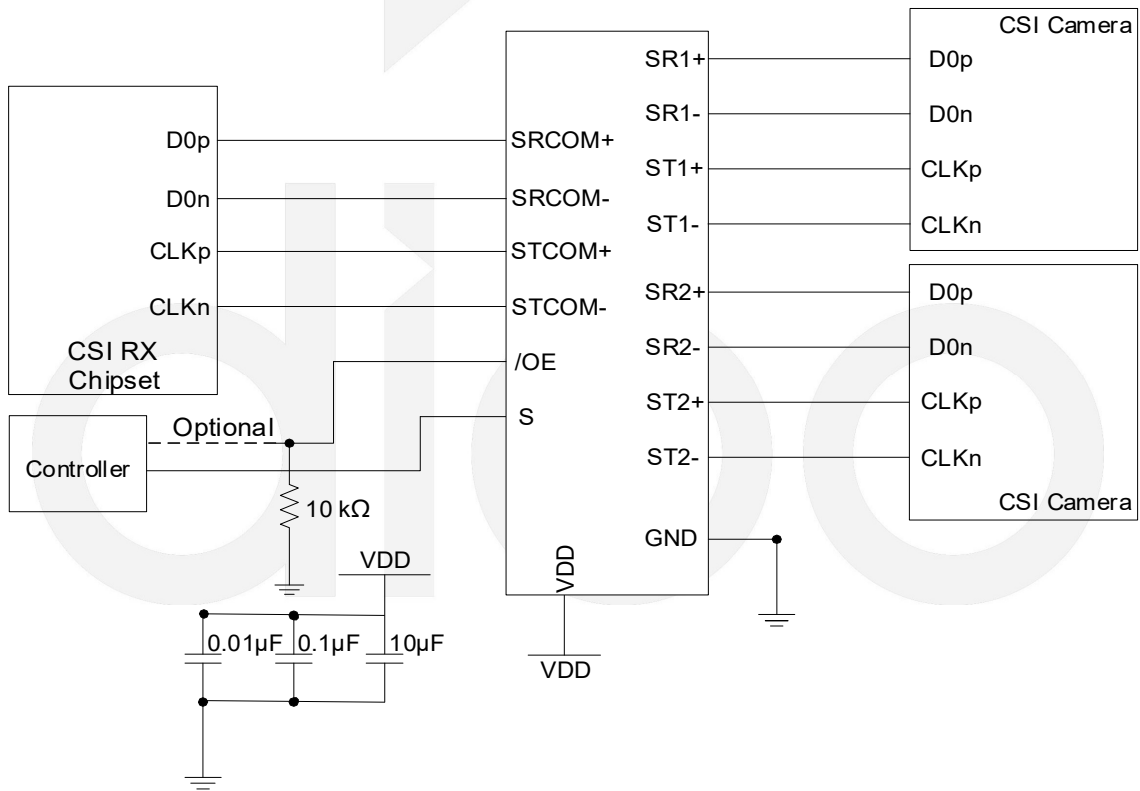 CSI RX
Chipset
D0p
D0n
CLKp
CLKn
Controller
Optional
10 kΩ
VDD
0.01µF
0.1µF
10µF
SRCOM+
SRCOM-
STCOM+
STCOM-
/OE
S
SR1+
SR1-
ST1+
ST1-
SR2+
SR2-
ST2+
ST2-
GND
VDD
VDD
CSI Camera
D0p
D0n
CLKp
CLKn
D0p
D0n
CLKp
CLKn
CSI Camera
dioo